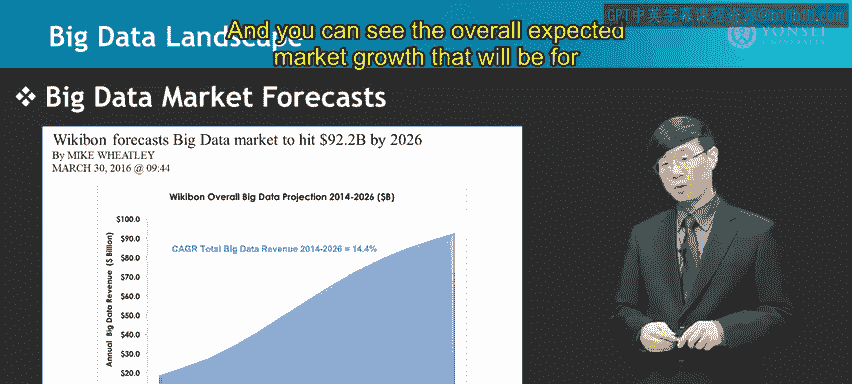 Big Data Landscape
And you can see the overall expected
market growth that will be for
YONSEI
UNIVERSITY
❖ Big Data Market Forecasts
Wikibon forecasts Big Data market to hit $92.2B by 2026
By MIKE WHEATLEY
MARCH 30, 2016 @ 09:44
Wikibon Overall Big Data Projection 2014-2026 ($B)
CAGR Total Big Data Revenue 2014-2026 = 14.4%
Annual Big Data Revenue ($ Billion)
$100.0
$90.0
$80.0
$70.0
$60.0
$50.0
$40.0
$30.0
$20.0